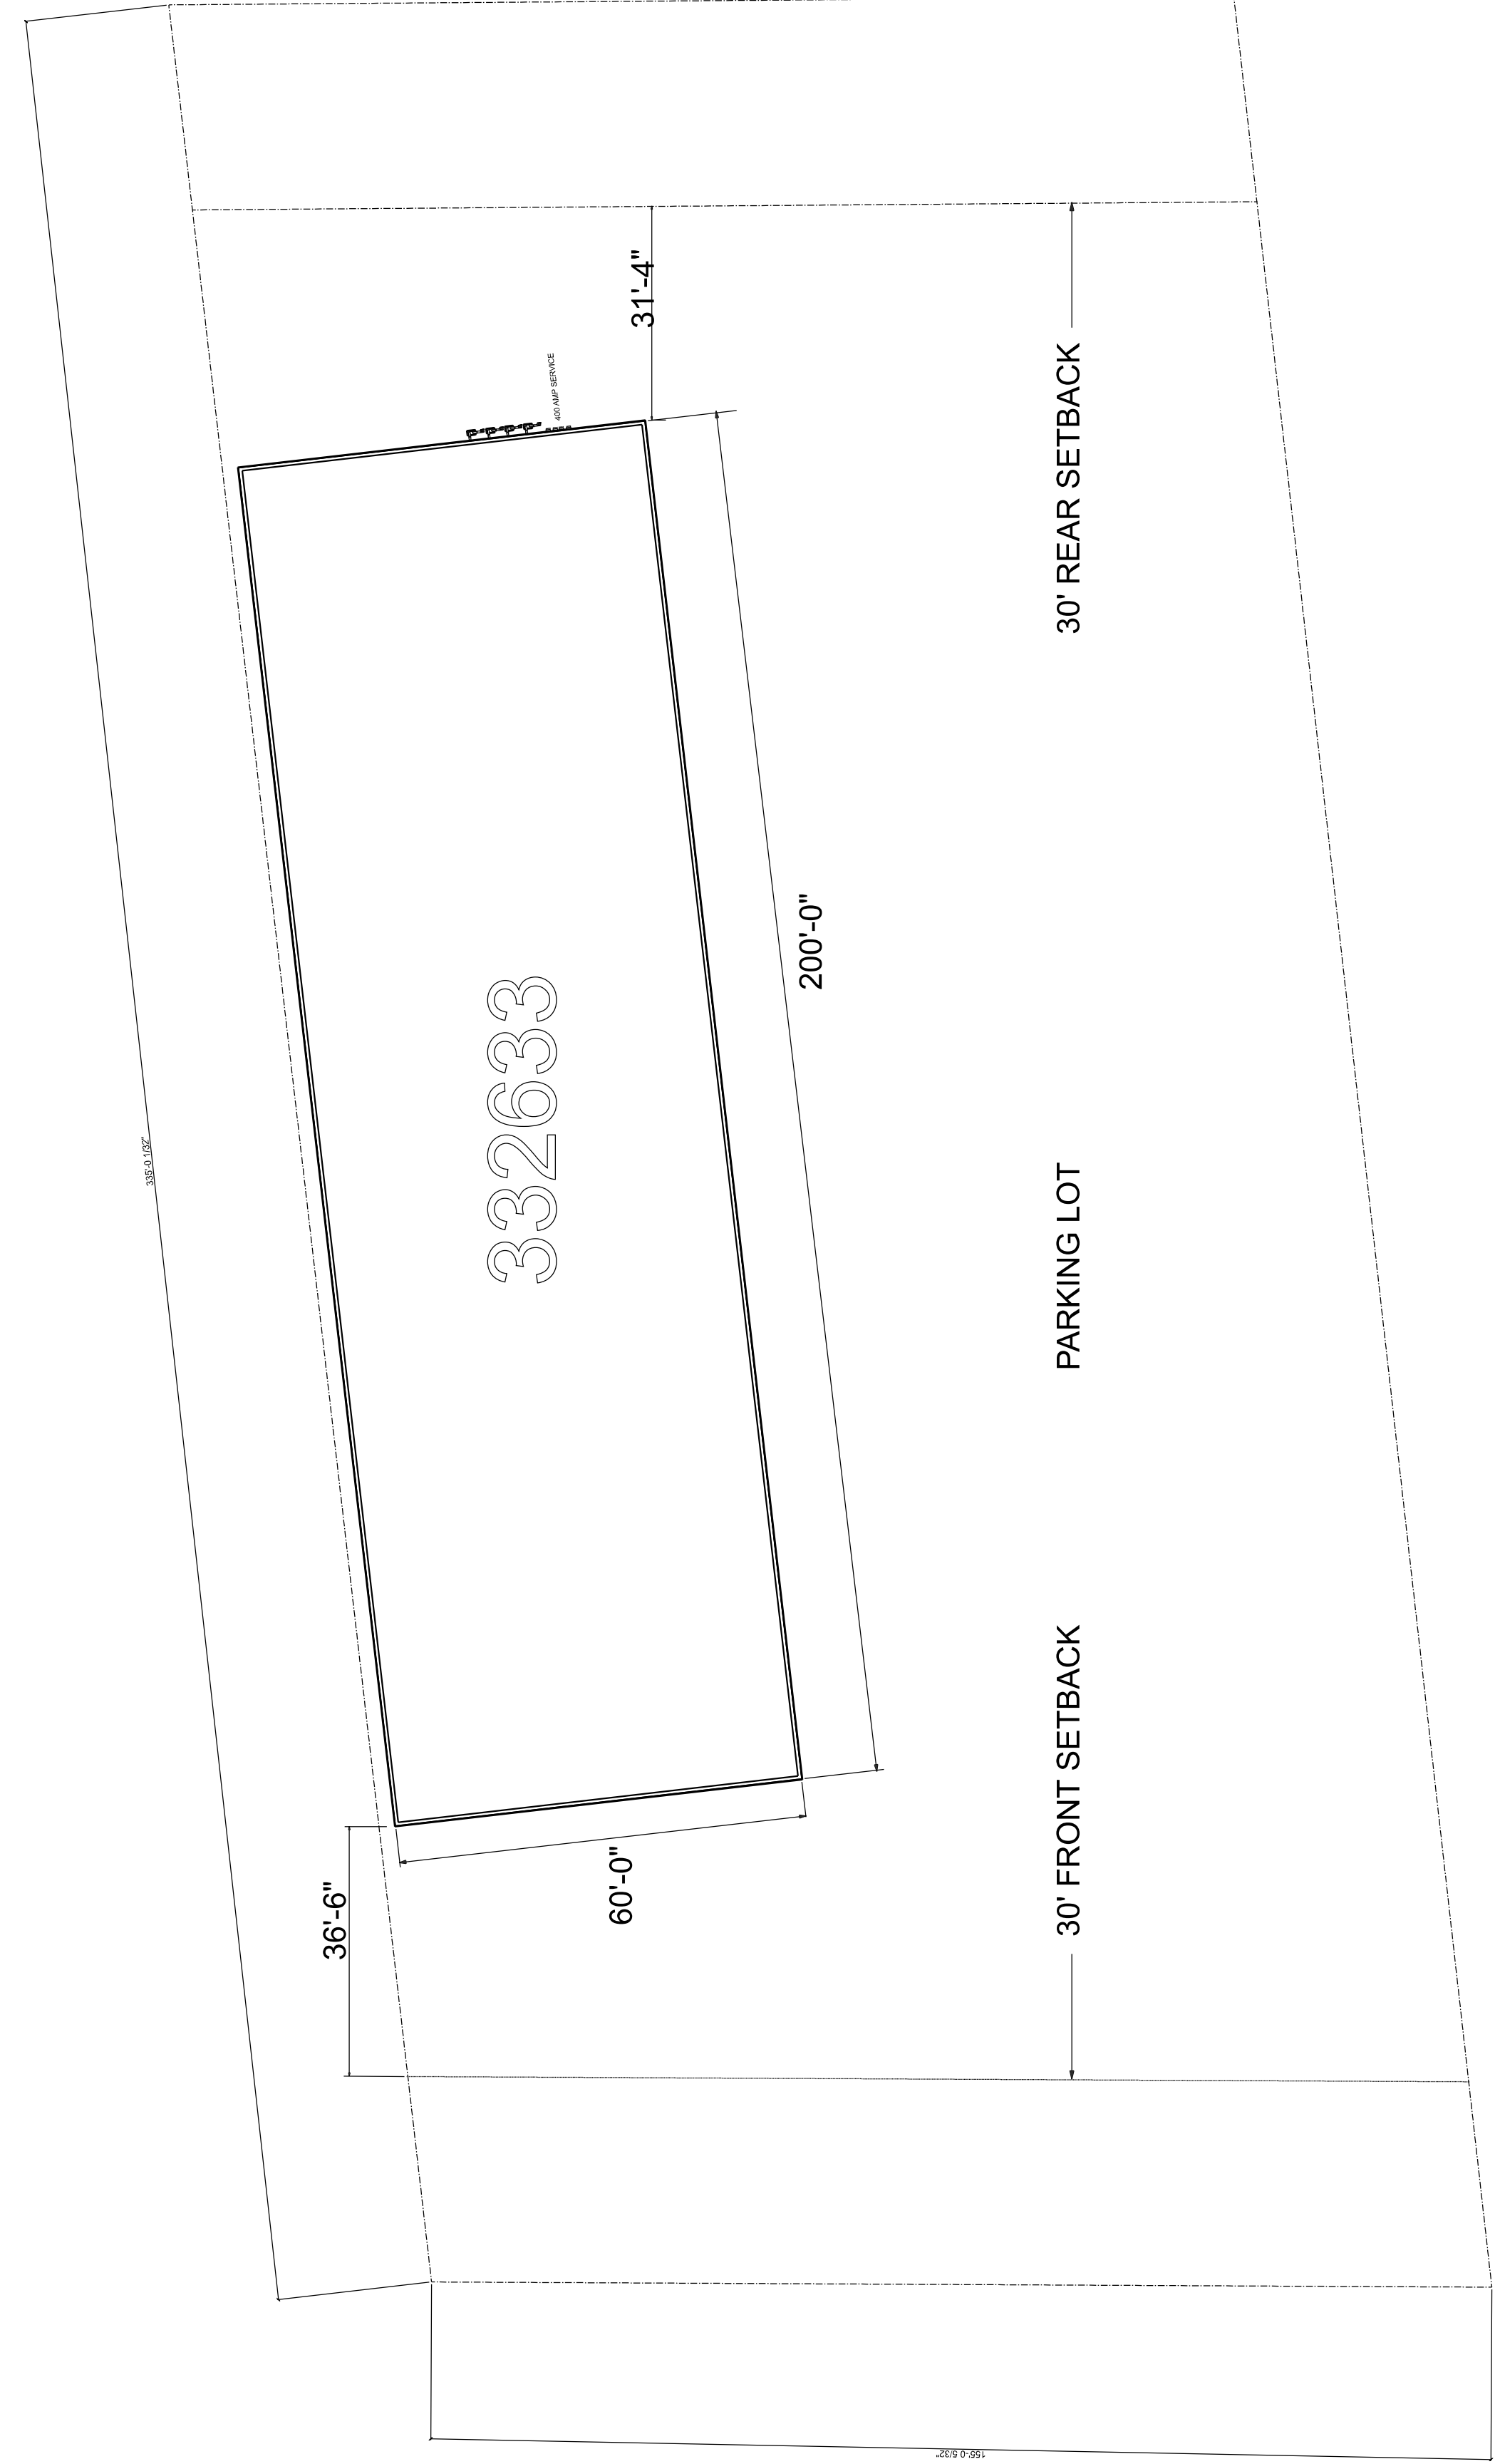 31'-4"
400 AMP SERVICE
30' REAR SETBACK
200'-0"
332633
335'-0 1/32"
PARKING LOT
30' FRONT SETBACK
60'-0"
36'-6"
155'-0 5/32"